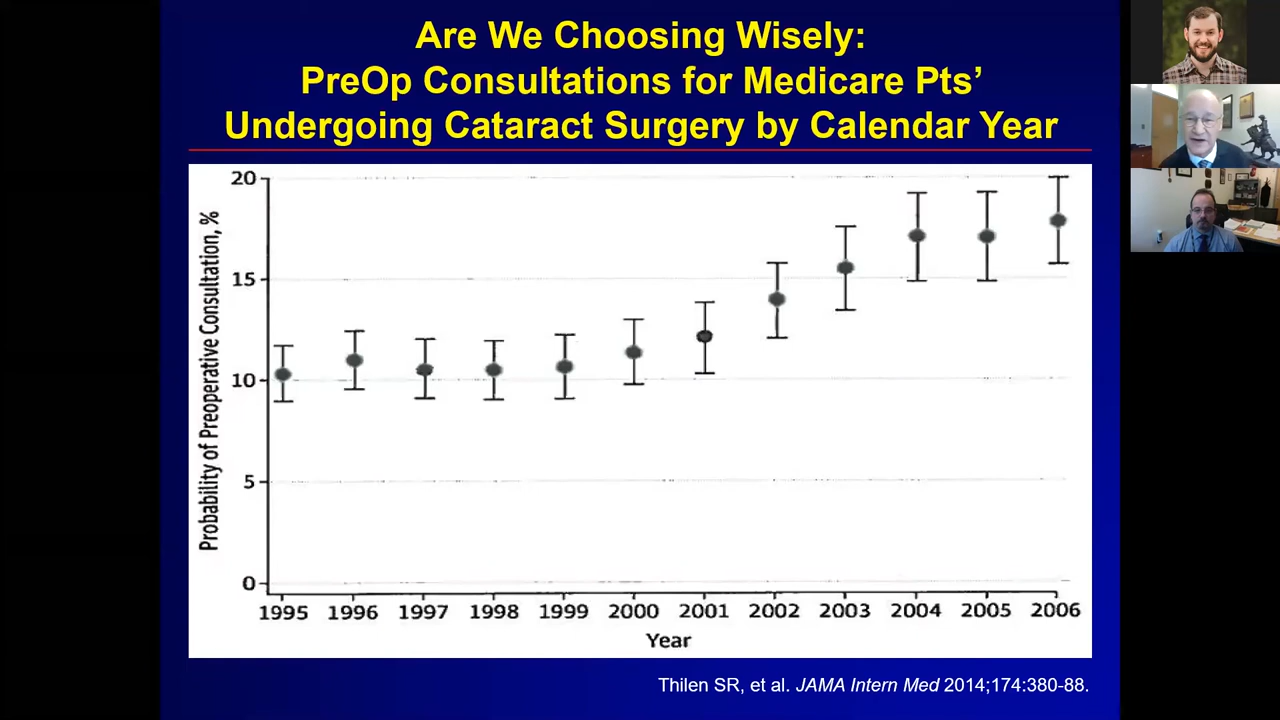 Are We Choosing Wisely:
PreOp Consultations for Medicare Pts’
Undergoing Cataract Surgery by Calendar Year
Probability of Preoperative Consultation, %
20
15
10
5
0
1995 1996 1997 1998 1999 2000 2001 2002 2003 2004 2005 2006
Year
Thilen SR, et al. JAMA Intern Med 2014;174:380-88.